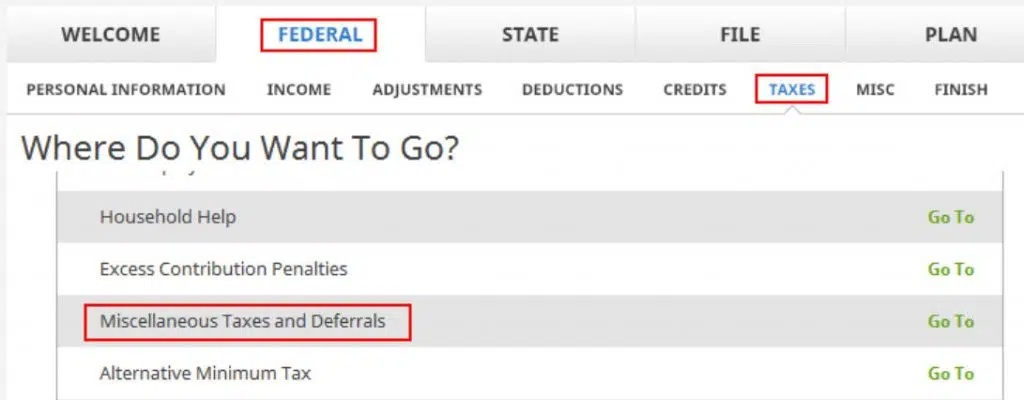 WELCOME FEDERAL STATE FILE PLAN
PERSONAL INFORMATION INCOME ADJUSTMENTS DEDUCTIONS CREDITS TAXES MISC FINISH
Where Do You Want To Go?
Household Help Go To
Excess Contribution Penalties Go To
Miscellaneous Taxes and Deferrals Go To
Alternative Minimum Tax Go To